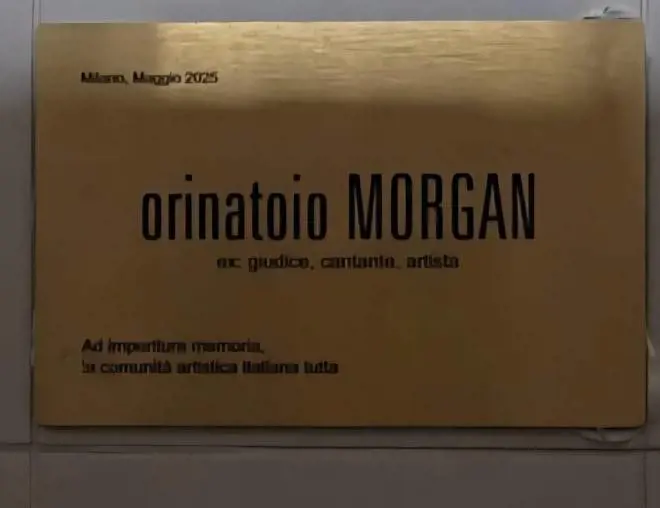 Milano, Maggio 2025
orinatoio MORGAN
ex: giudice, cantante, artista
Ad imperitura memoria,
la comunità artistica italiana tutta